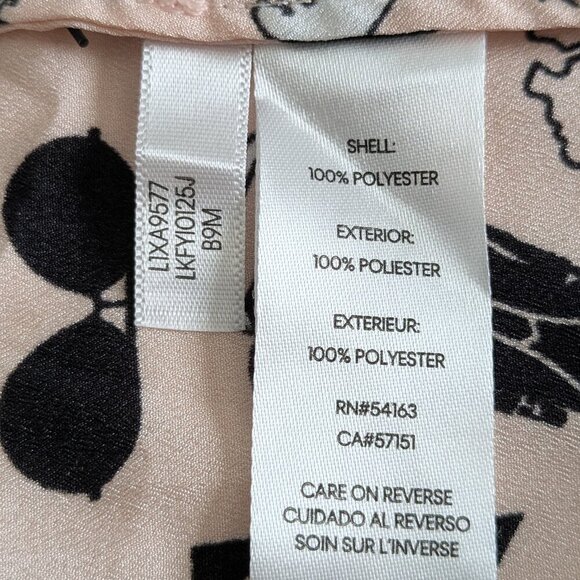 L1XA9577
LKFY10125J
B9M
SHELL:
100% POLYESTER
EXTERIOR:
100% POLIESTER
EXTERIEUR:
100% POLYESTER
RN#54163
CA#57151
CARE ON REVERSE
CUIDADO AL REVERSO
SOIN SUR L'INVERSE